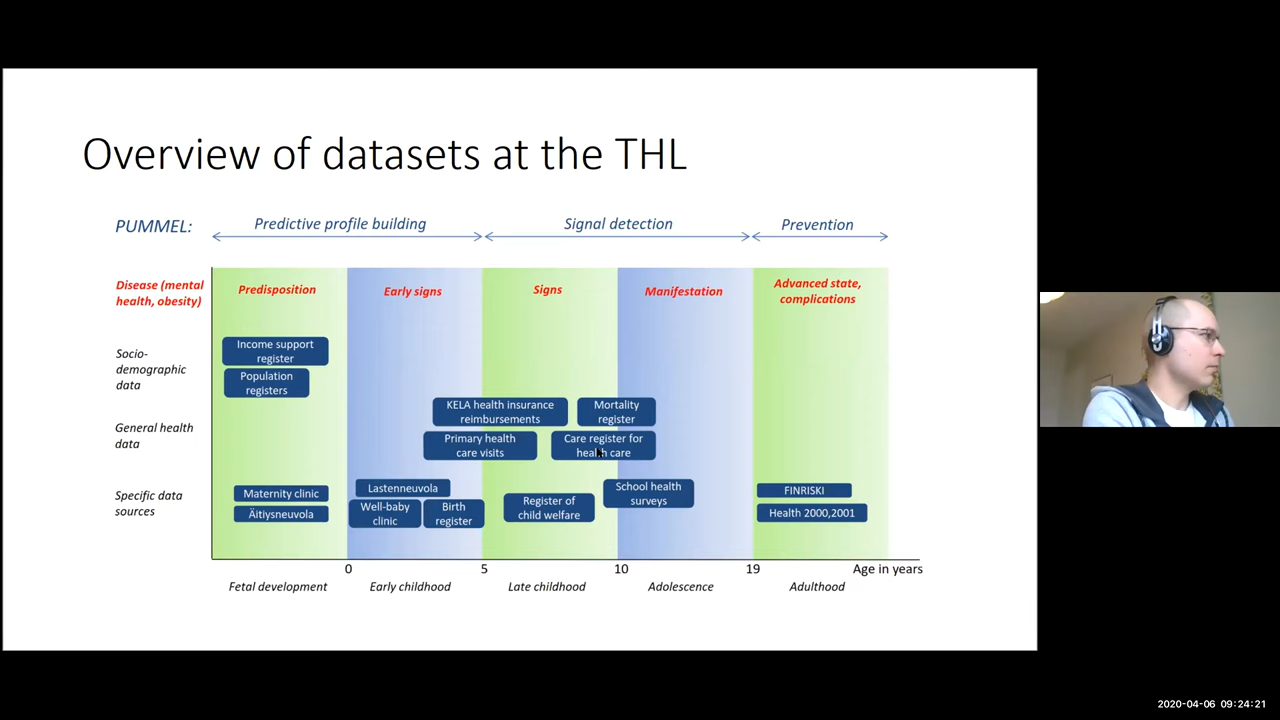 Overview of datasets at the THL
PUMMEL:
Predictive profile building
Signal detection
Prevention
Disease (mental
health, obesity)
Predisposition
Early signs
Signs
Manifestation
Advanced state,
complications
Socio-
demographic
data
Income support
register
Population
registers
General health
data
KELA health insurance
reimbursements
Mortality
register
Primary health
care visits
Care register for
health care
Specific data
sources
Maternity clinic
Äitiysneuvola
Lastenneuvola
Well-baby
clinic
Birth
register
Register of
child welfare
School health
surveys
FINRISKI
Health 2000,2001
0
5
10
19
Age in years
Fetal development
Early childhood
Late childhood
Adolescence
Adulthood
2020-04-06 09:24:21